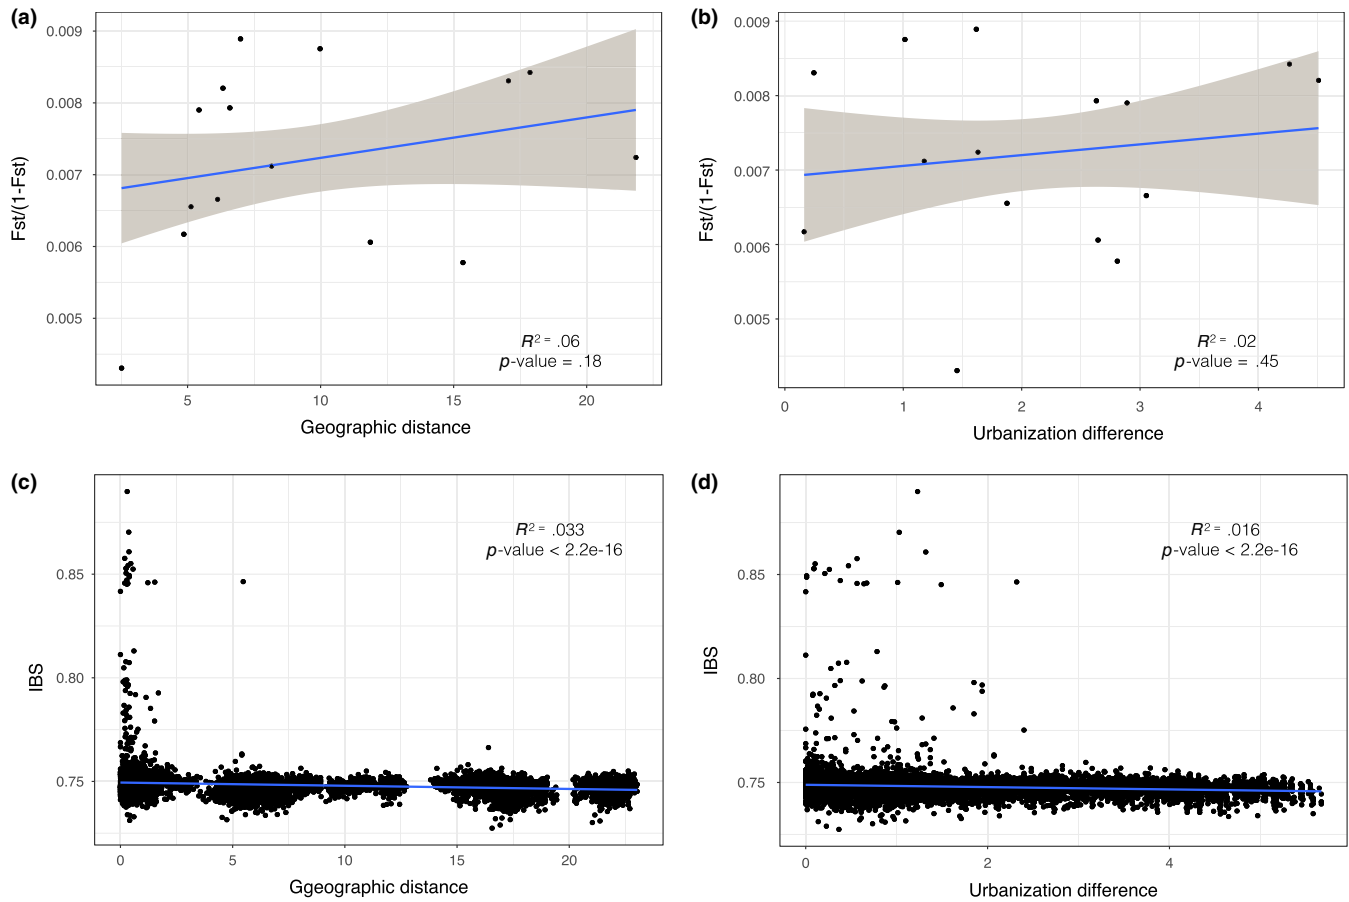 (a)
0.009
0.008
0.007
0.006
0.005
Fst/(1-Fst)
R2 = .06
p-value = .18
5
10
15
20
Geographic distance
(b)
0.009
0.008
0.007
0.006
0.005
Fst/(1-Fst)
R2 = .02
p-value = .45
0
1
2
3
4
Urbanization difference
(c)
0.85
0.80
0.75
IBS
R2 = .033
p-value < 2.2e-16
0
5
10
15
20
Ggeographic distance
(d)
0.85
0.80
0.75
IBS
R2 = .016
p-value < 2.2e-16
0
2
4
Urbanization difference